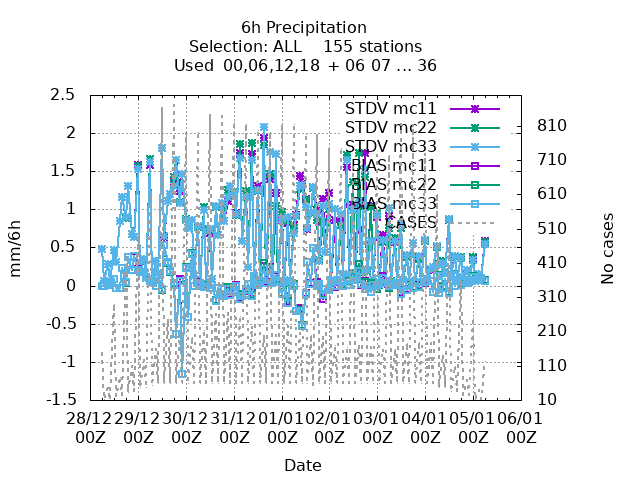 6h Precipitation
Selection: ALL    155 stations
Used 00,06,12,18 + 06 07 ... 36
2.5
2
1.5
1
0.5
0
-0.5
-1
-1.5
mm/6h
STDV mc11
STDV mc22
STDV mc33
BIAS mc11
BIAS mc22
BIAS mc33
CASES
810
710
610
510
410
310
210
110
10
No cases
28/12 29/12 30/12 31/12 01/01 02/01 03/01 04/01 05/01 06/01
00Z 00Z 00Z 00Z 00Z 00Z 00Z 00Z 00Z 00Z
Date